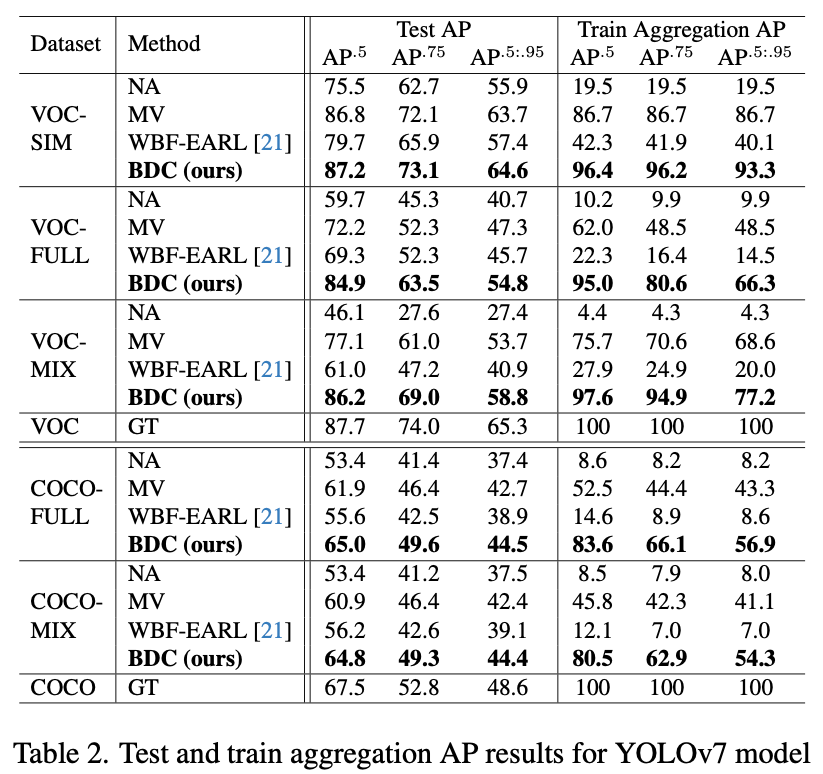 Dataset Method Test AP Train Aggregation AP
AP.5 AP.75 AP.5:.95 AP.5 AP.75 AP.5:.95
NA 75.5 62.7 55.9 19.5 19.5 19.5
VOC- MV 86.8 72.1 63.7 86.7 86.7 86.7
SIM WBF-EARL [21] 79.7 65.9 57.4 42.3 41.9 40.1
BDC (ours) 87.2 73.1 64.6 96.4 96.2 93.3
NA 59.7 45.3 40.7 10.2 9.9 9.9
VOC- MV 72.2 52.3 47.3 62.0 48.5 48.5
FULL WBF-EARL [21] 69.3 52.3 45.7 22.3 16.4 14.5
BDC (ours) 84.9 63.5 54.8 95.0 80.6 66.3
NA 46.1 27.6 27.4 4.4 4.3 4.3
VOC- MV 77.1 61.0 53.7 75.7 70.6 68.6
MIX WBF-EARL [21] 61.0 47.2 40.9 27.9 24.9 20.0
BDC (ours) 86.2 69.0 58.8 97.6 94.9 77.2
VOC GT 87.7 74.0 65.3 100 100 100
NA 53.4 41.4 37.4 8.6 8.2 8.2
COCO- MV 61.9 46.4 42.7 52.5 44.4 43.3
FULL WBF-EARL [21] 55.6 42.5 38.9 14.6 8.9 8.6
BDC (ours) 65.0 49.6 44.5 83.6 66.1 56.9
NA 53.4 41.2 37.5 8.5 7.9 8.0
COCO- MV 60.9 46.4 42.4 45.8 42.3 41.1
MIX WBF-EARL [21] 56.2 42.6 39.1 12.1 7.0 7.0
BDC (ours) 64.8 49.3 44.4 80.5 62.9 54.3
COCO GT 67.5 52.8 48.6 100 100 100
Table 2. Test and train aggregation AP results for YOLOv7 model